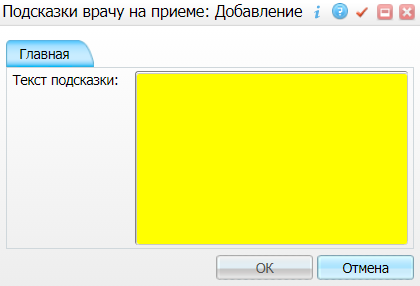 Подсказки врачу на приеме: Добавление
Главная
Текст подсказки:
ОК Отмена